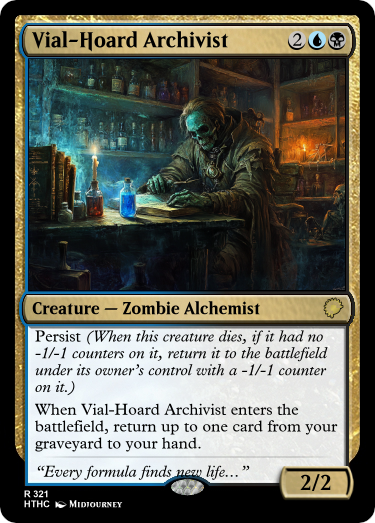 Vial-Hoard Archivist 2
Creature — Zombie Alchemist
Persist (When this creature dies, if it had no
-1/-1 counters on it, return it to the battlefield
under its owner's control with a -1/-1 counter
on it.)
When Vial-Hoard Archivist enters the
battlefield, return up to one card from your
graveyard to your hand.
“Every formula finds new life…”
2/2
R 321
HTHC Midjourney